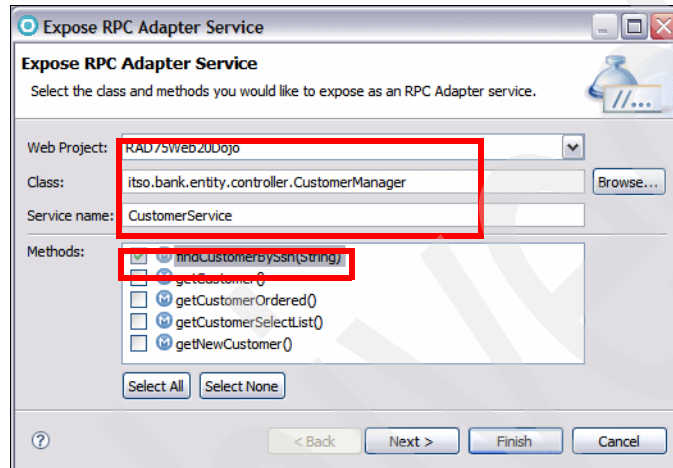 Expose RPC Adapter Service
Expose RPC Adapter Service
Select the class and methods you would like to expose as an RPC Adapter service.
//...
Web Project: RAD75Web20Dojo
Class: itso.bank.entity.controller.CustomerManager Browse...
Service name: CustomerService
Methods: M findCustomerBySsn(String)
M getCustomer()
M getCustomerOrdered()
M getCustomerSelectList()
M getNewCustomer()
Select All Select None
? < Back Next > Finish Cancel